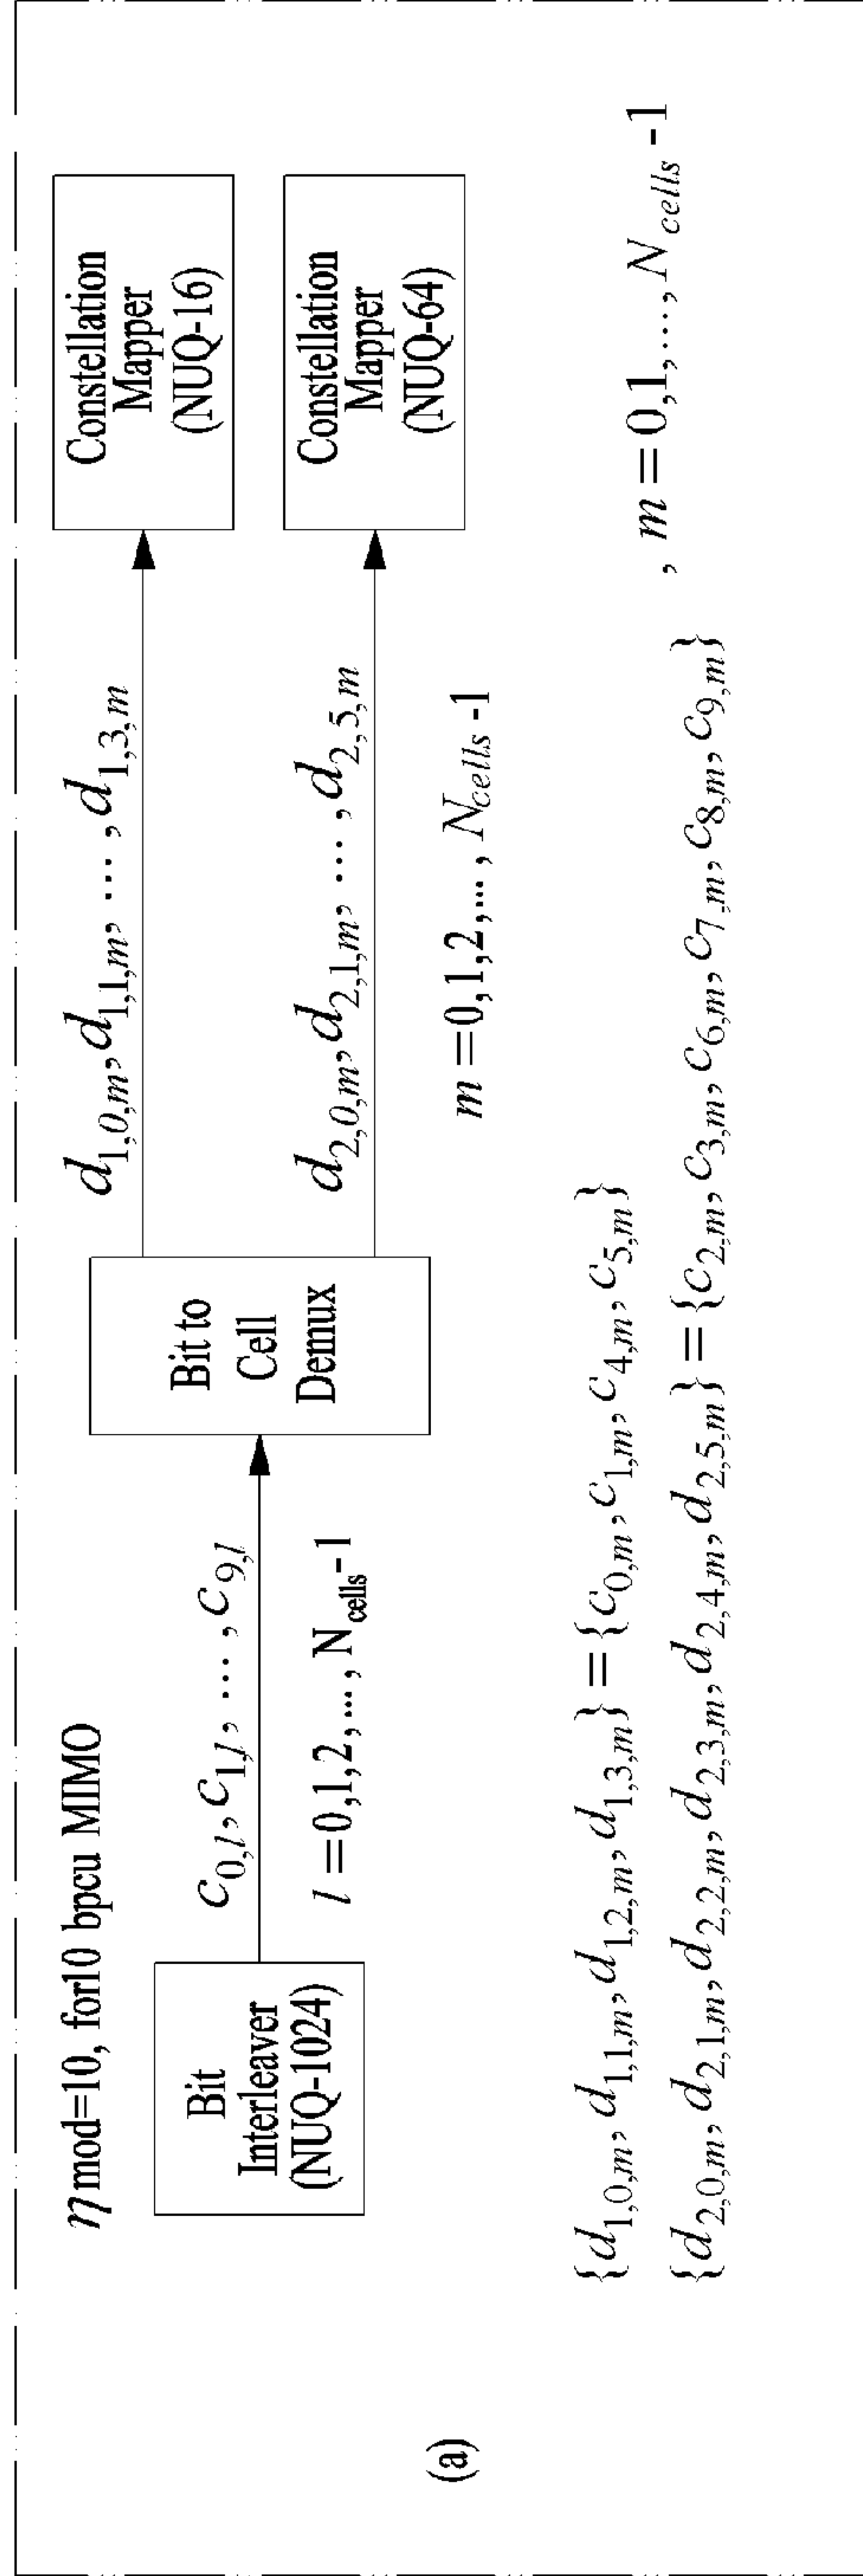 ηmod=10, for10 bpcu MIMO
Bit
Interleaver
(NUQ-1024)
c0,l, c1,l, ... , c9,l
l =0,1,2,..., Ncells-1
Bit to
Cell
Demux
d1,0,m, d1,1,m, ... , d1,3,m
d2,0,m, d2,1,m, ... , d2,5,m
m =0,1,2,..., Ncells -1
Constellation
Mapper
(NUQ-16)
Constellation
Mapper
(NUQ-64)
{d1,0,m, d1,1,m, d1,2,m, d1,3,m} = {c0,m, c1,m, c4,m, c5,m}
{d2,0,m, d2,1,m, d2,2,m, d2,3,m, d2,4,m, d2,5,m} = {c2,m, c3,m, c6,m, c7,m, c8,m, c9,m}
, m = 0,1,..., Ncells -1
(a)